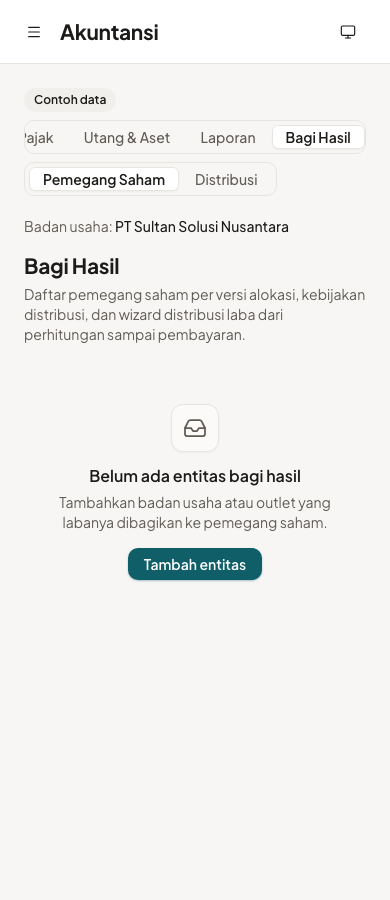 Akuntansi
Contoh data
Pajak Utang & Aset Laporan Bagi Hasil
Pemegang Saham Distribusi
Badan usaha: PT Sultan Solusi Nusantara
Bagi Hasil
Daftar pemegang saham per versi alokasi, kebijakan
distribusi, dan wizard distribusi laba dari
perhitungan sampai pembayaran.
Belum ada entitas bagi hasil
Tambahkan badan usaha atau outlet yang
labanya dibagikan ke pemegang saham.
Tambah entitas